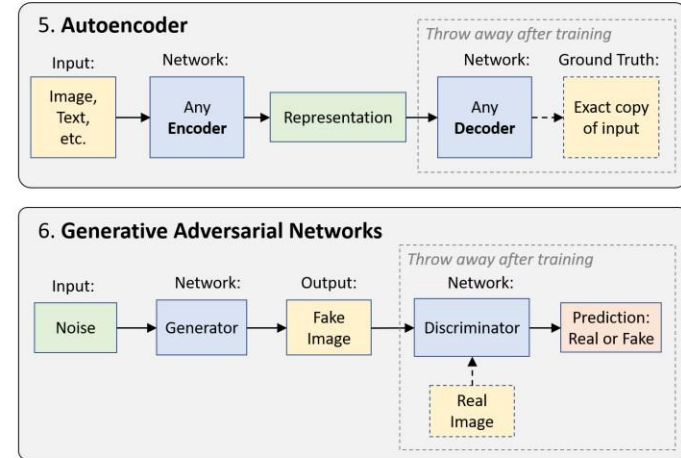 5. Autoencoder
Throw away after training
Input:
Network:
Network:
Ground Truth:
Image,
Text,
etc.
Any
Encoder
Representation
Any
Decoder
Exact copy
of input
6. Generative Adversarial Networks
Throw away after training
Input:
Network:
Output:
Network:
Noise
Generator
Fake
Image
Discriminator
Prediction:
Real or Fake
Real
Image